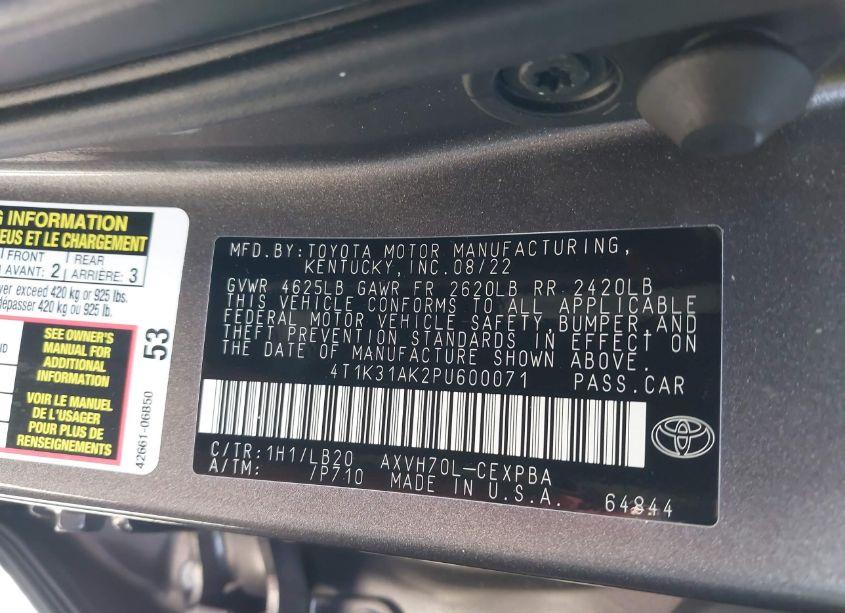 G INFORMATION
EUS ET LE CHARGEMENT
FRONT REAR
AVANT: 2 ARRIÈRE: 3
ver exceed 420 kg or 925 lbs.
dépasser 420 kg ou 925 lb.
SEE OWNER'S
MANUAL FOR
ADDITIONAL
INFORMATION
VOIR LE MANUEL
DE L'USAGER
POUR PLUS DE
RENSEIGNEMENTS
53
42661-06B50
MFD.BY:TOYOTA MOTOR MANUFACTURING,
KENTUCKY,INC.08/22
GVWR 4625LB GAWR FR 2620LB RR 2420LB
THIS VEHICLE CONFORMS TO ALL APPLICABLE
FEDERAL MOTOR VEHICLE SAFETY,BUMPER,AND
THEFT PREVENTION STANDARDS IN EFFECT ON
THE DATE OF MANUFACTURE SHOWN ABOVE.
4T1K31AK2PU600071 PASS.CAR
C/TR:1H1/LB20 AXVH70L-CEXPBA
A/TM: 7P710 MADE IN U.S.A. 64844